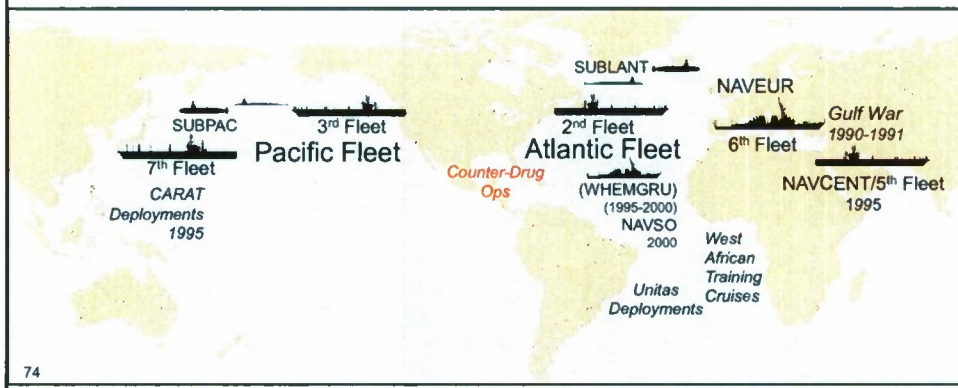 SUBPAC
3rd Fleet
7th Fleet
Pacific Fleet
CARAT
Deployments
1995
Counter-Drug
Ops
SUBLANT
2nd Fleet
Atlantic Fleet
(WHEMGRU)
(1995-2000)
NAVSO
2000
Unitas
Deployments
West
African
Training
Cruises
NAVEUR
6th Fleet
Gulf War
1990-1991
NAVCENT/5th Fleet
1995
74